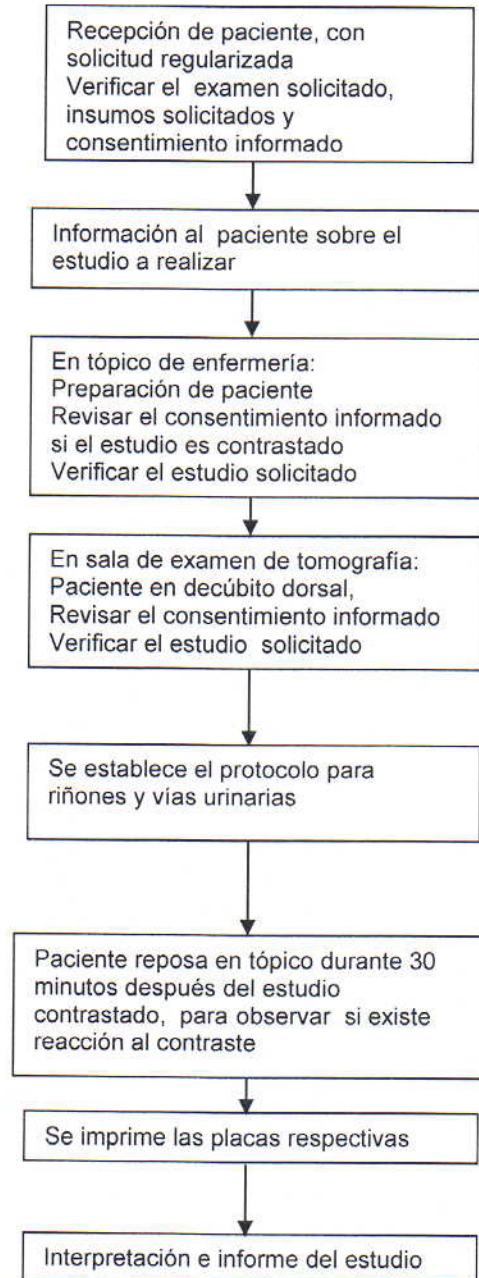 Recepción de paciente, con
solicitud regularizada
Verificar el examen solicitado,
insumos solicitados y
consentimiento informado
Información al paciente sobre el
estudio a realizar
En tópico de enfermería:
Preparación de paciente
Revisar el consentimiento informado
si el estudio es contrastado
Verificar el estudio solicitado
En sala de examen de tomografía:
Paciente en decúbito dorsal,
Revisar el consentimiento informado
Verificar el estudio solicitado
Se establece el protocolo para
riñones y vías urinarias
Paciente reposa en tópico durante 30
minutos después del estudio
contrastado, para observar si existe
reacción al contraste
Se imprime las placas respectivas
Interpretación e informe del estudio